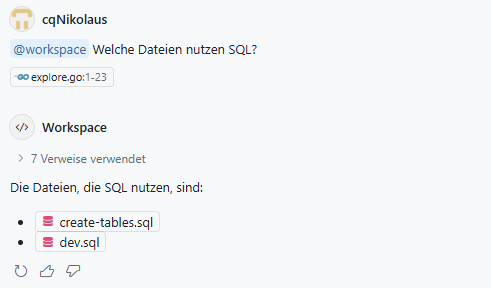 cqNikolaus
@workspace Welche Dateien nutzen SQL?
GO explore.go:1-23
Workspace
7 Verweise verwendet
Die Dateien, die SQL nutzen, sind:
create-tables.sql
dev.sql